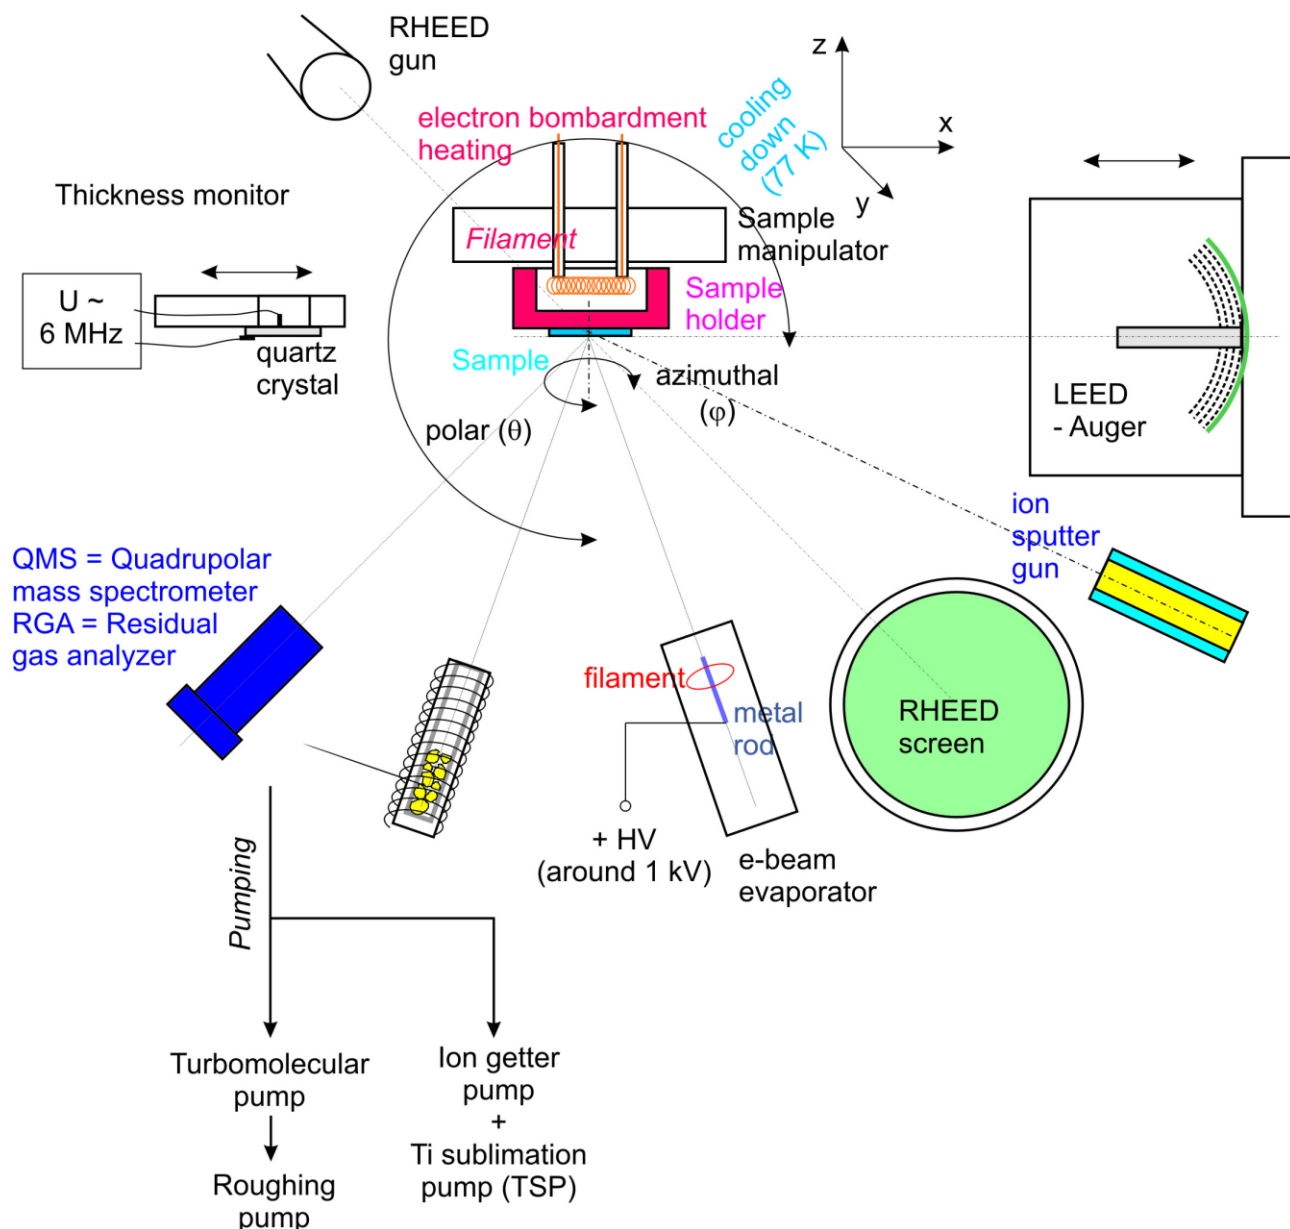 RHEED
gun
electron bombardment
heating
cooling
down
(77 K)
z
x
y
Thickness monitor
Filament
Sample
manipulator
U ~
6 MHz
Sample
holder
quartz
crystal
Sample
azimuthal
(φ)
polar (θ)
LEED
- Auger
ion
sputter
gun
QMS = Quadrupolar
mass spectrometer
RGA = Residual
gas analyzer
filament
metal
rod
RHEED
screen
+ HV
(around 1 kV)
e-beam
evaporator
Pumping
Turbomolecular
pump
Roughing
pump
Ion getter
pump
+
Ti sublimation
pump (TSP)